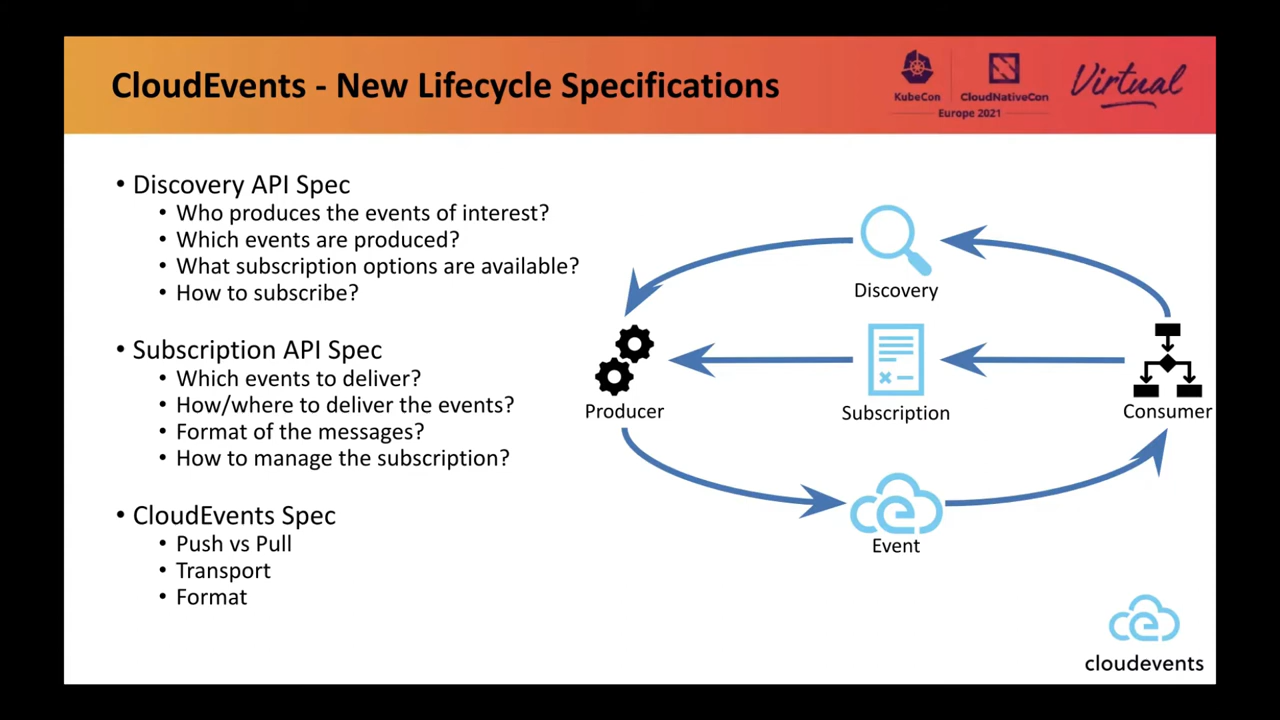 CloudEvents - New Lifecycle Specifications
KubeCon
CloudNativeCon
Europe 2021
Virtual
• Discovery API Spec
• Who produces the events of interest?
• Which events are produced?
• What subscription options are available?
• How to subscribe?
• Subscription API Spec
• Which events to deliver?
• How/where to deliver the events?
• Format of the messages?
• How to manage the subscription?
• CloudEvents Spec
• Push vs Pull
• Transport
• Format
Discovery
Producer
Subscription
Consumer
Event
cloudevents